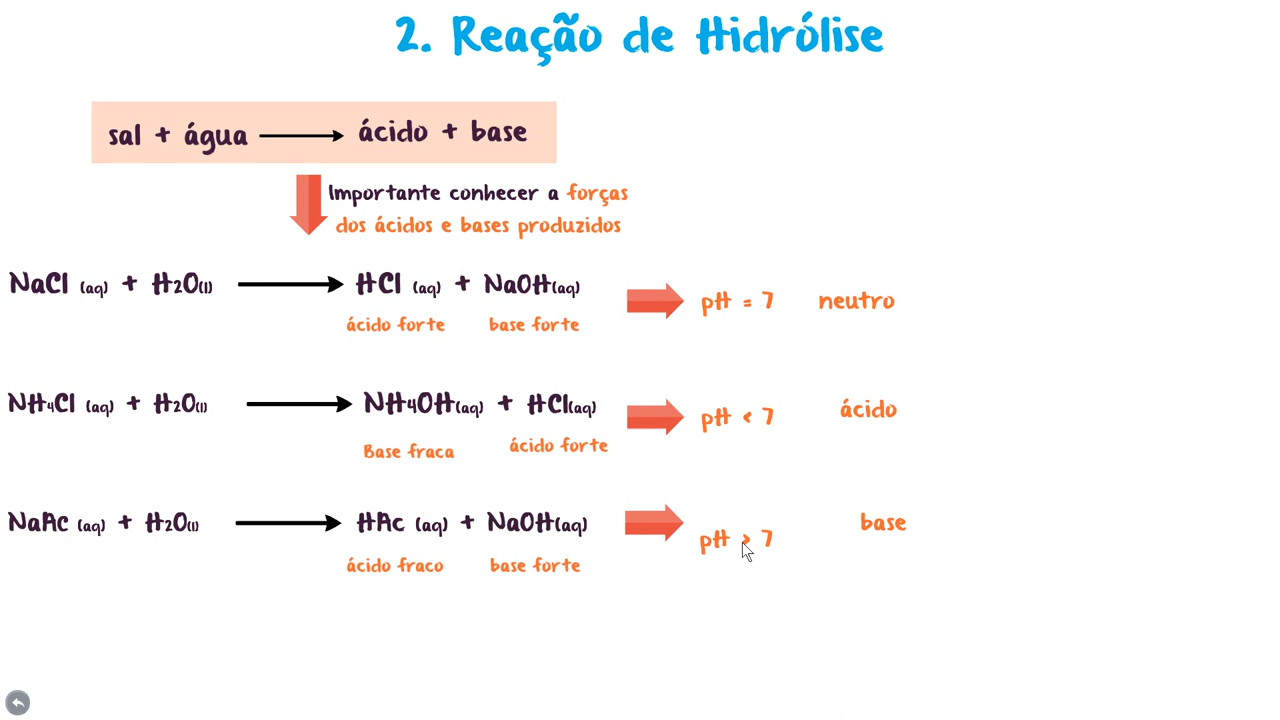 2. Reação de Hidrólise
sal + água → ácido + base
Importante conhecer a forças
dos ácidos e bases produzidos
NaCl (aq) + H2O(l) → HCl (aq) + NaOH(aq)
pH = 7 neutro
ácido forte base forte
NH4Cl (aq) + H2O(l) → NH4OH(aq) + HCl(aq)
pH < 7 ácido
Base fraca ácido forte
NaAc (aq) + H2O(l) → HAc (aq) + NaOH(aq)
pH > 7 base
ácido fraco base forte